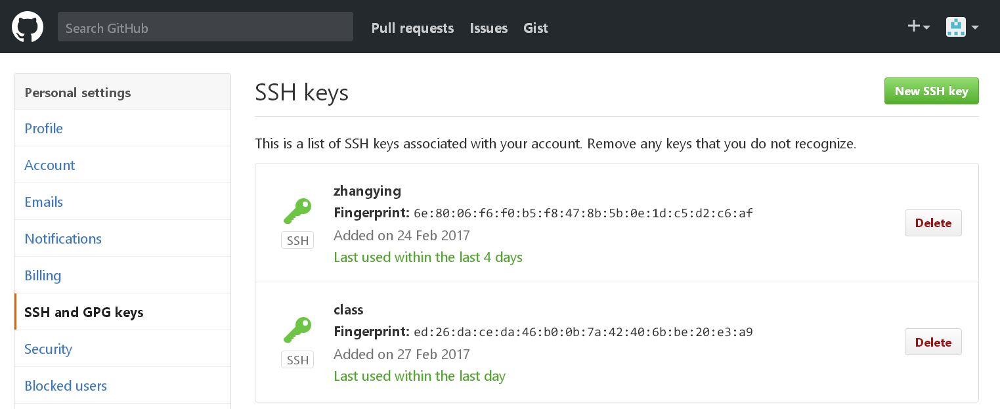 Search GitHub
Pull requests
Issues
Gist
Personal settings
Profile
Account
Emails
Notifications
Billing
SSH and GPG keys
Security
Blocked users
SSH keys
New SSH key
This is a list of SSH keys associated with your account. Remove any keys that you do not recognize.
zhangying
Fingerprint: 6e:80:06:f6:f0:b5:f8:47:8b:5b:0e:1d:c5:d2:c6:af
Added on 24 Feb 2017
Last used within the last 4 days
SSH
Delete
class
Fingerprint: ed:26:da:ce:da:46:b0:0b:7a:42:40:6b:be:20:e3:a9
Added on 27 Feb 2017
Last used within the last day
SSH
Delete